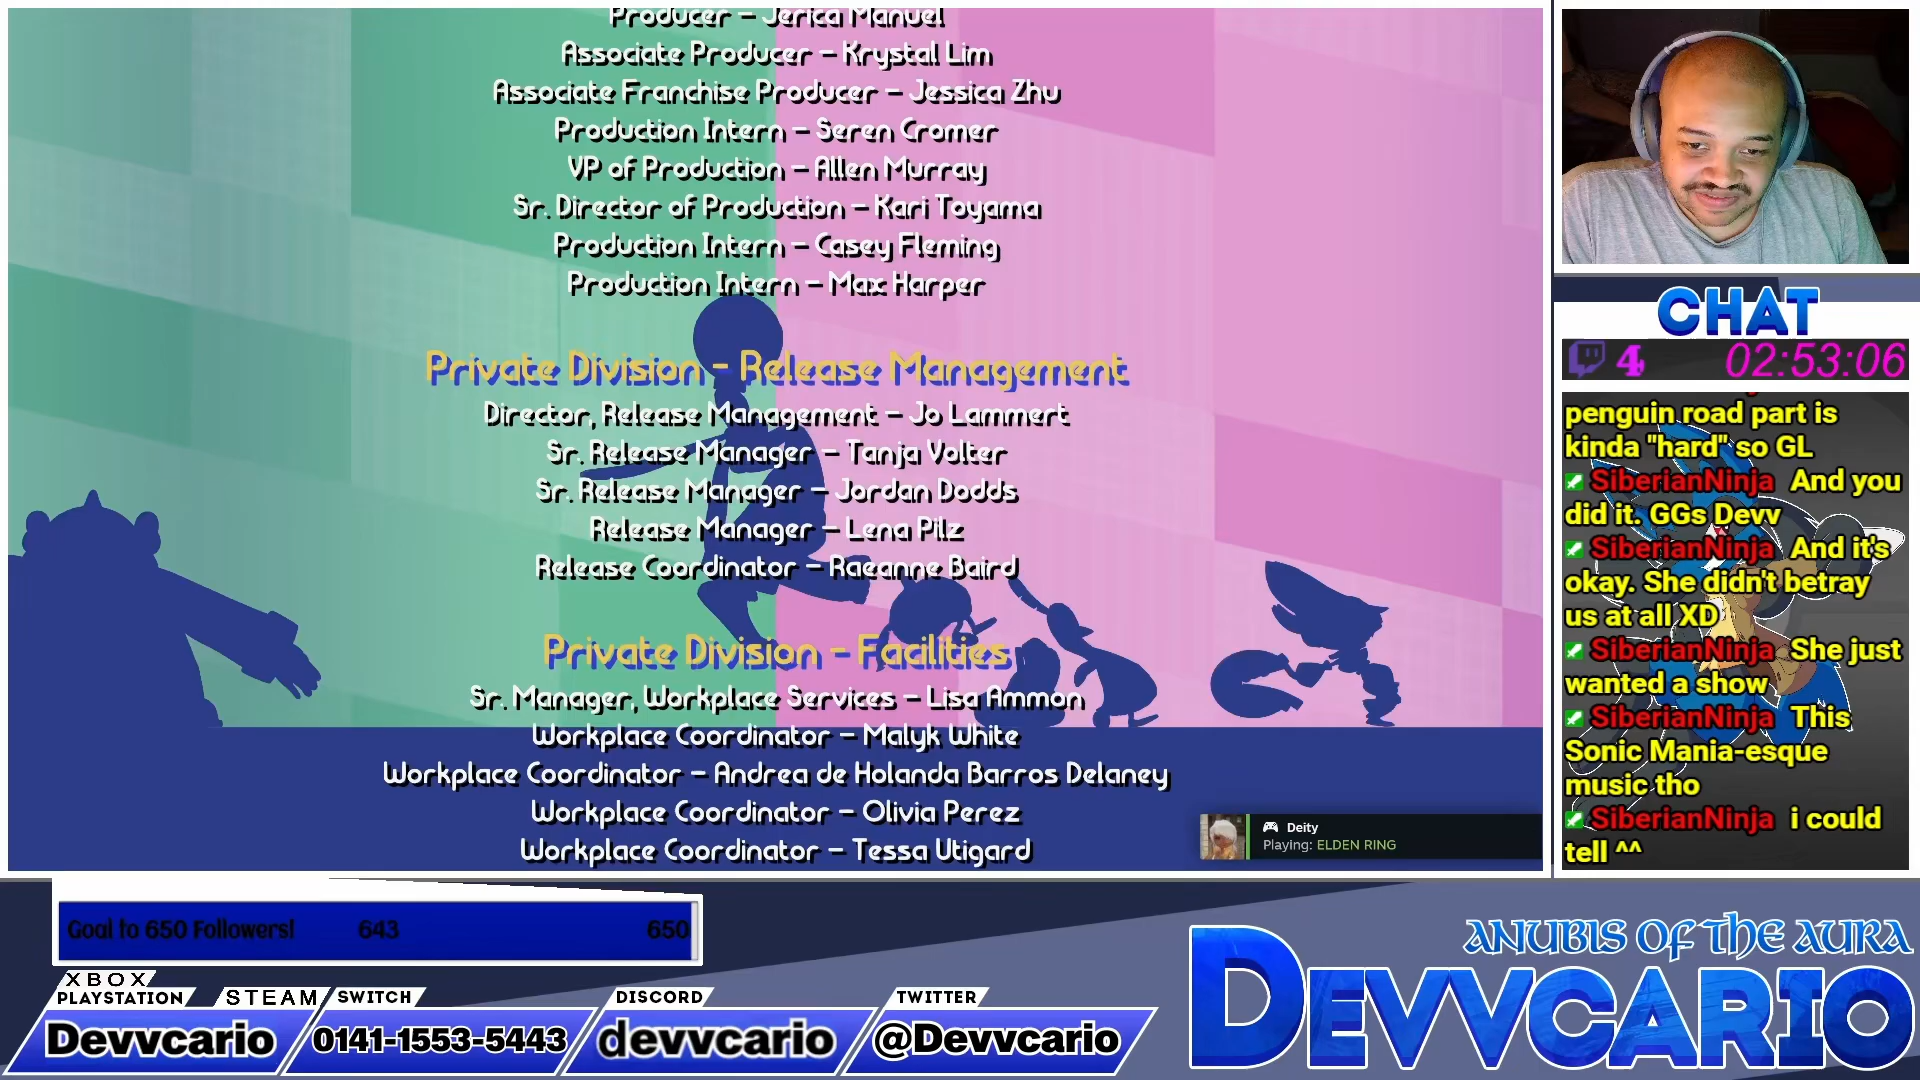 Producer – Jerica Manuel
Associate Producer – Krystal Lim
Associate Franchise Producer – Jessica Zhu
Production Intern – Seren Cromer
VP of Production – Allen Murray
Sr. Director of Production – Kari Toyama
Production Intern – Casey Fleming
Production Intern – Max Harper
Private Division – Release Management
Director, Release Management – Jo Lammert
Sr. Release Manager – Tanja Volter
Sr. Release Manager – Jordan Dodds
Release Manager – Lena Pilz
Release Coordinator – Raeanne Baird
Private Division – Facilities
Sr. Manager, Workplace Services – Lisa Ammon
Workplace Coordinator – Malyk White
Workplace Coordinator – Andrea de Holanda Barros Delaney
Workplace Coordinator – Olivia Perez
Workplace Coordinator – Tessa Utigard
Deity
Playing: ELDEN RING
CHAT
4 02:53:06
penguin road part is
kinda "hard" so GL
SiberianNinja And you
did it. GGs Devv
SiberianNinja And it's
okay. She didn't betray
us at all XD
SiberianNinja She just
wanted a show
SiberianNinja This
Sonic Mania-esque
music tho
SiberianNinja i could
tell ^^
Goal to 650 Followers! 643 650
XBOX
PLAYSTATION STEAM SWITCH DISCORD TWITTER
Devvcario 0141-1553-5443 devvcario @Devvcario
ANUBIS OF THE AURA
DEVVCARIO